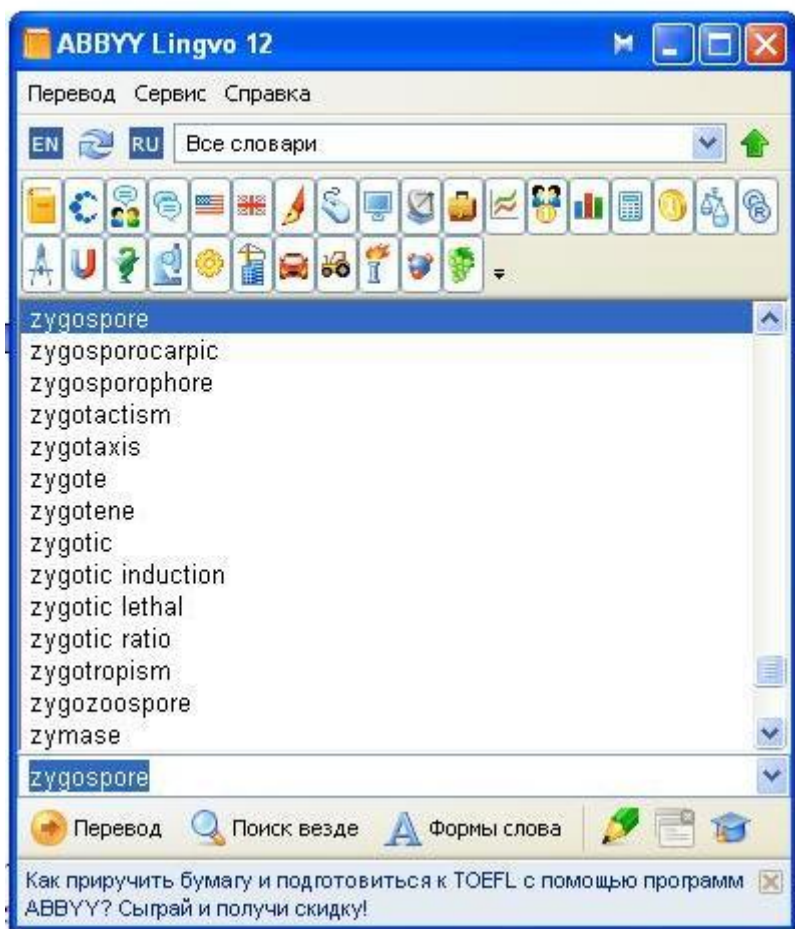 ABBYY Lingvo 12
Перевод Сервис Справка
EN RU Все словари
zygospore
zygosporocarpic
zygosporophore
zygotactism
zygotaxis
zygote
zygotene
zygotic
zygotic induction
zygotic lethal
zygotic ratio
zygotropism
zygozoospore
zymase
zygospore
Перевод Поиск везде Формы слова
Как приручить бумагу и подготовиться к TOEFL с помощью программ
ABBYY? Сыграй и получи скидку!